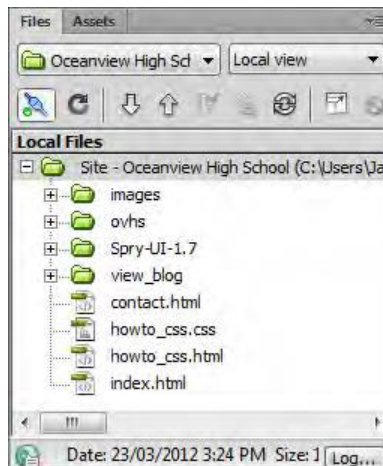 Files Assets
Oceanview High Scl Local view
Local Files
Site - Oceanview High School (C:\Users\Ja
images
ovhs
Spry-UI-1.7
view_blog
contact.html
howto_css.css
howto_css.html
index.html
Date: 23/03/2012 3:24 PM Size: 1 Log...